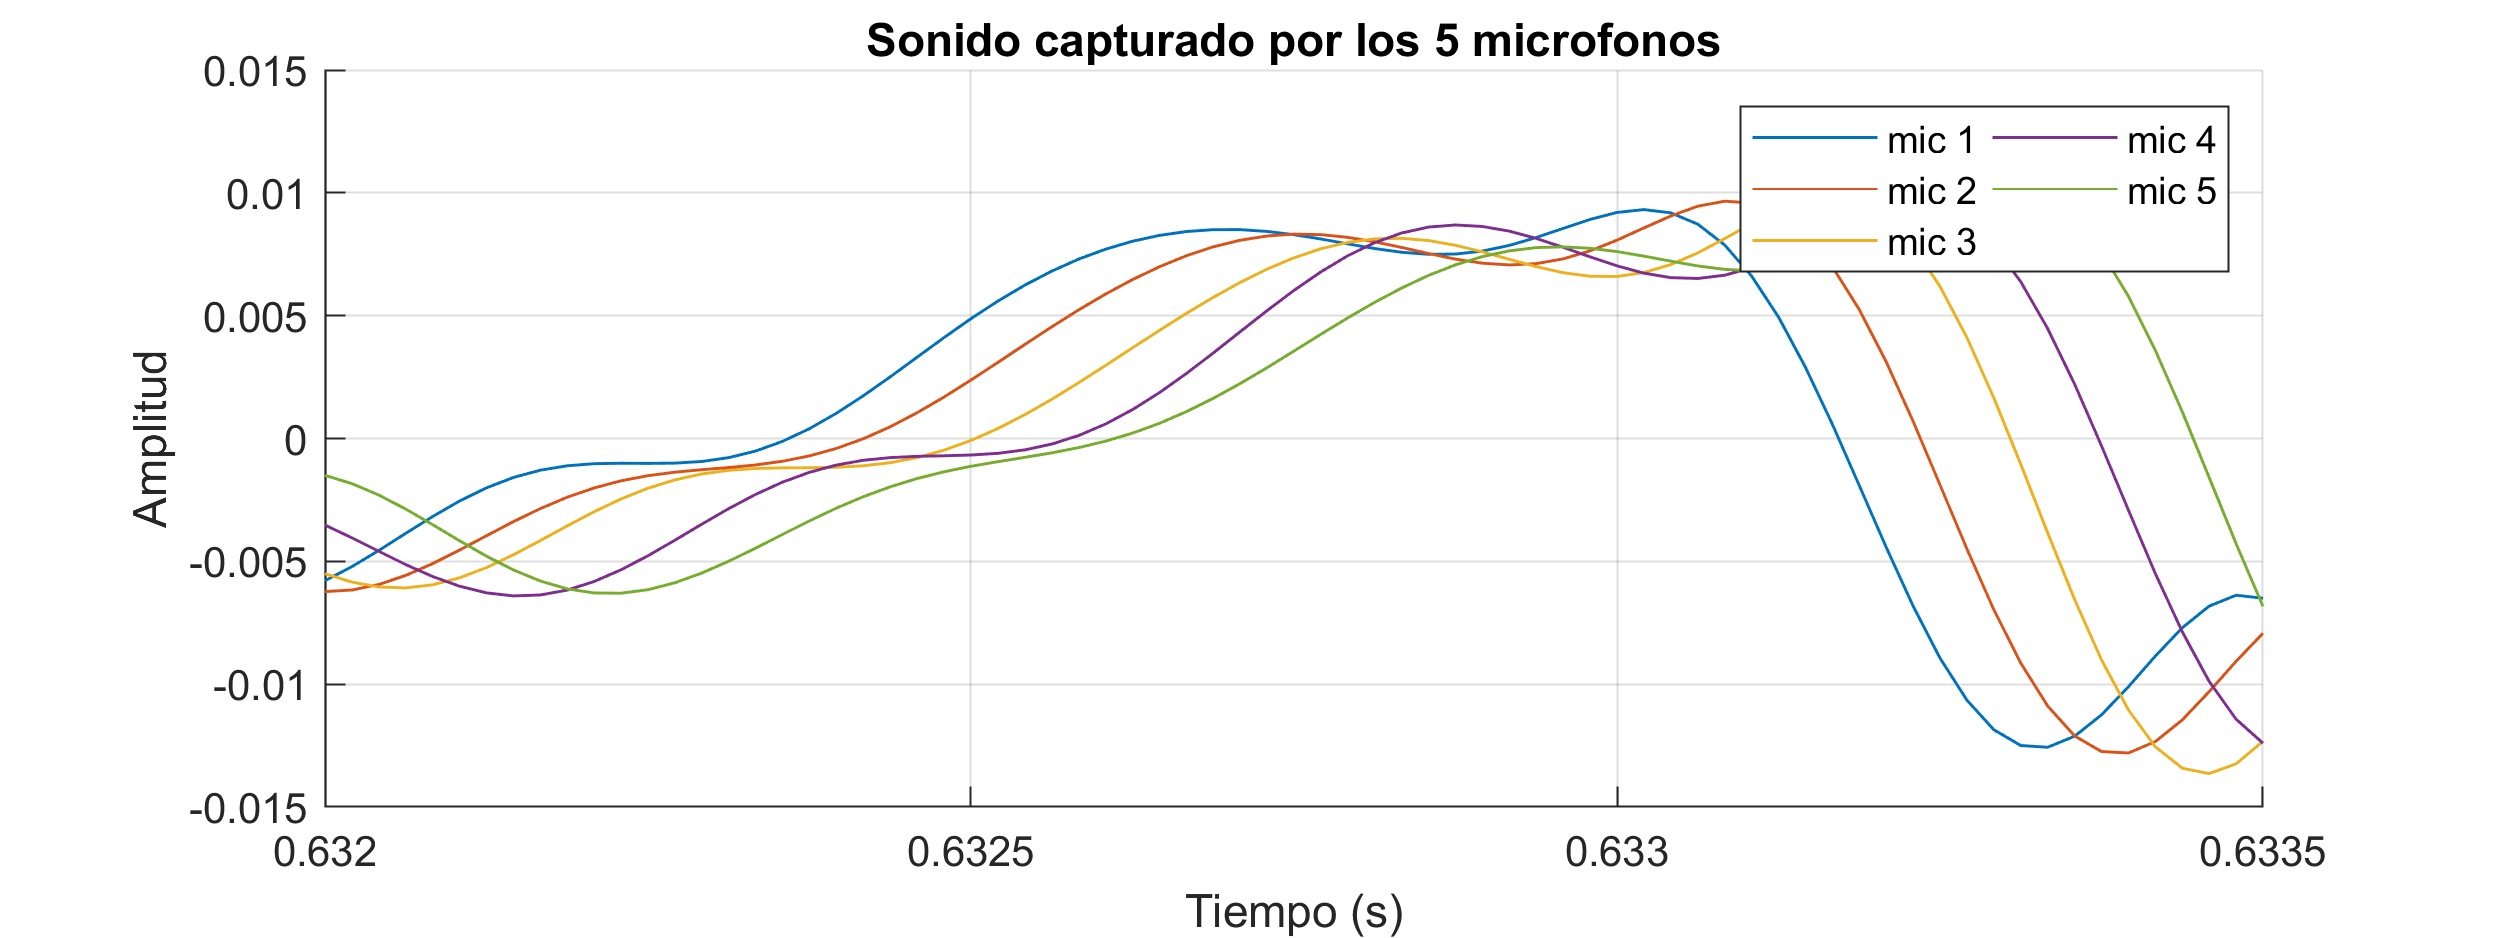 Sonido capturado por los 5 microfonos
0.015
0.01
0.005
0
-0.005
-0.01
-0.015
Amplitud
mic 1
mic 2
mic 3
mic 4
mic 5
0.632 0.6325 0.633 0.6335
Tiempo (s)